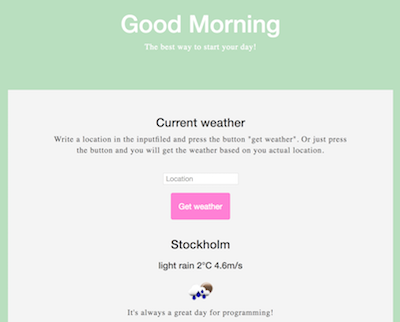 Good Morning
The best way to start your day!
Current weather
Write a location in the inputfiled and press the button "get weather". Or just press
the button and you will get the weather based on you actual location.
Location
Get weather
Stockholm
light rain 2°C 4.6m/s
It's always a great day for programming!